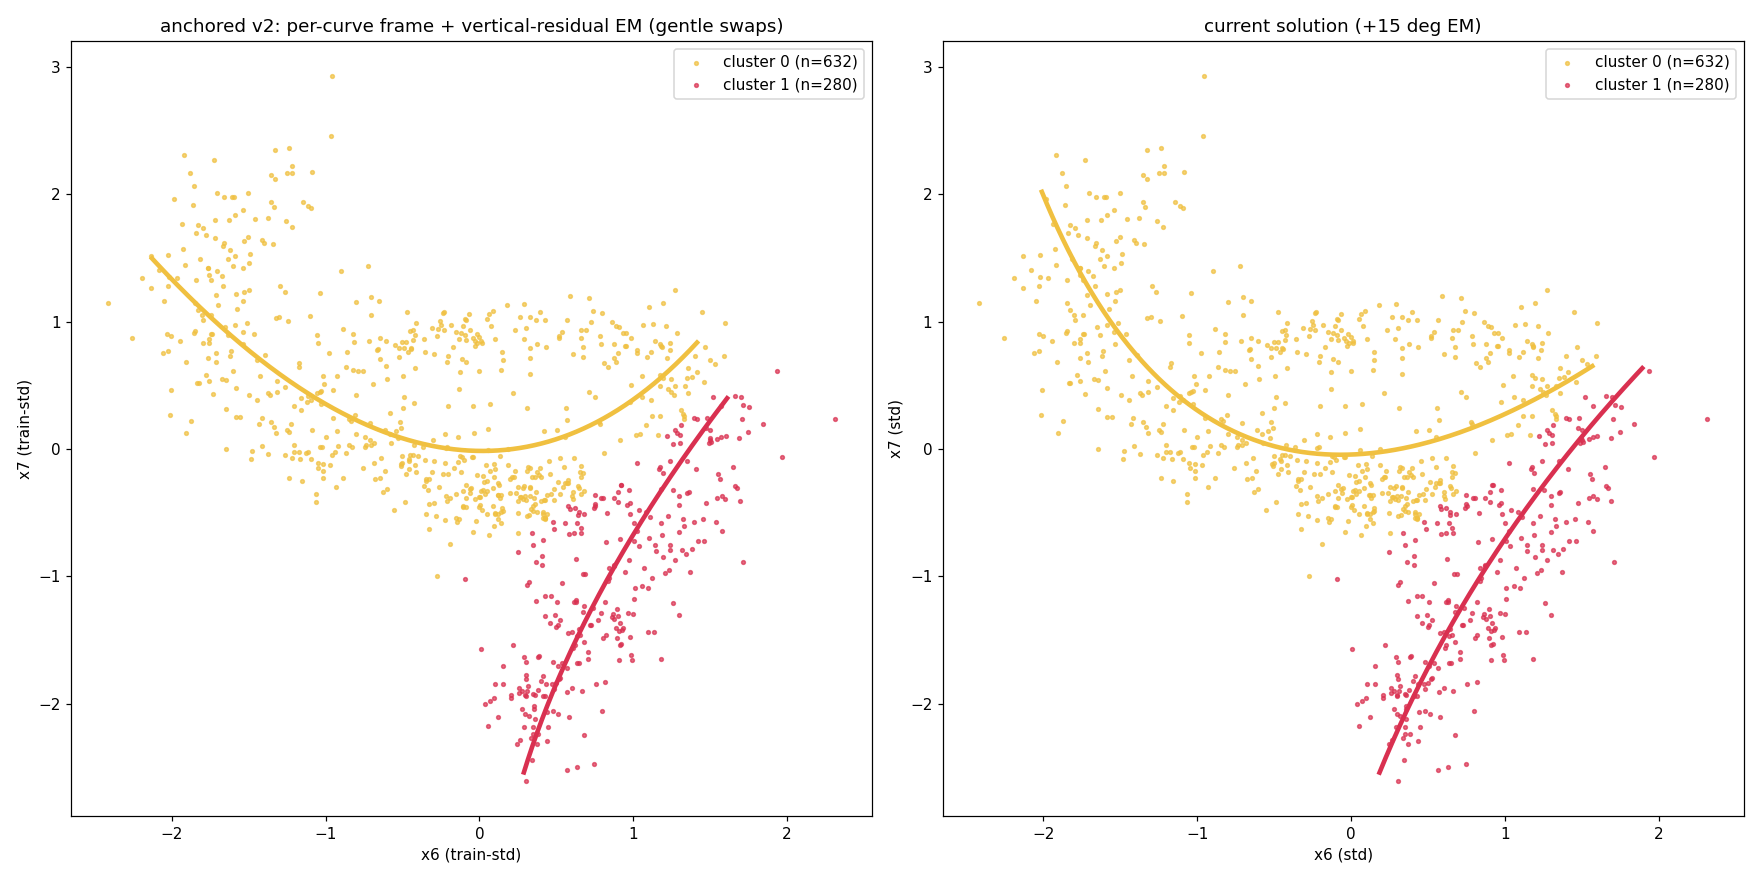 anchored v2: per-curve frame + vertical-residual EM (gentle swaps)
cluster 0 (n=632)
cluster 1 (n=280)
3
2
1
0
−1
−2
x7 (train-std)
−2
−1
0
1
2
x6 (train-std)
current solution (+15 deg EM)
cluster 0 (n=632)
cluster 1 (n=280)
3
2
1
0
−1
−2
x7 (std)
−2
−1
0
1
2
x6 (std)